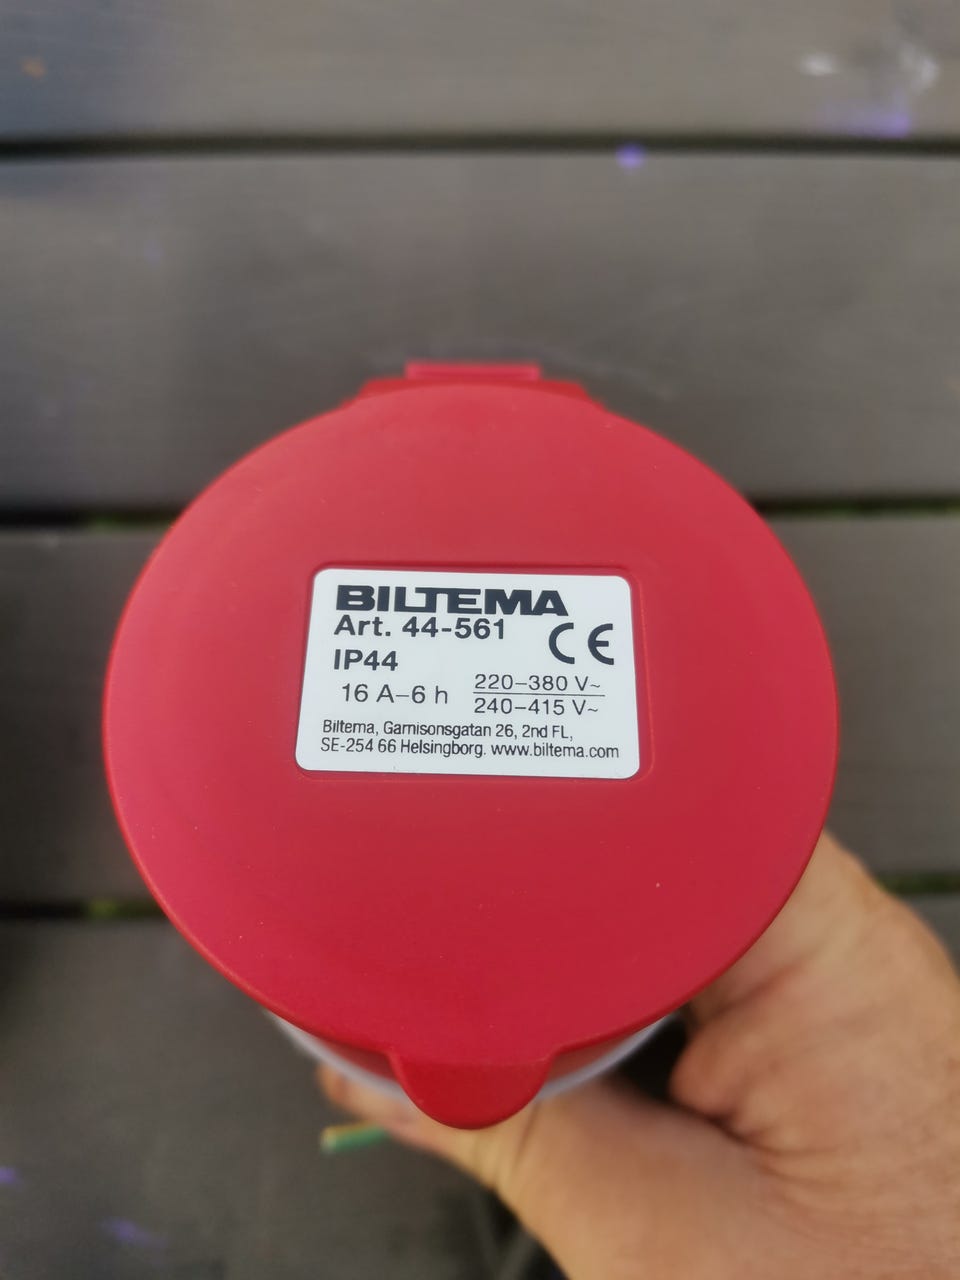 BILTEMA
Art. 44-561
CE
IP44
16 A–6 h
220–380 V~
240–415 V~
Biltema, Garnisonsgatan 26, 2nd FL,
SE-254 66 Helsingborg. www.biltema.com